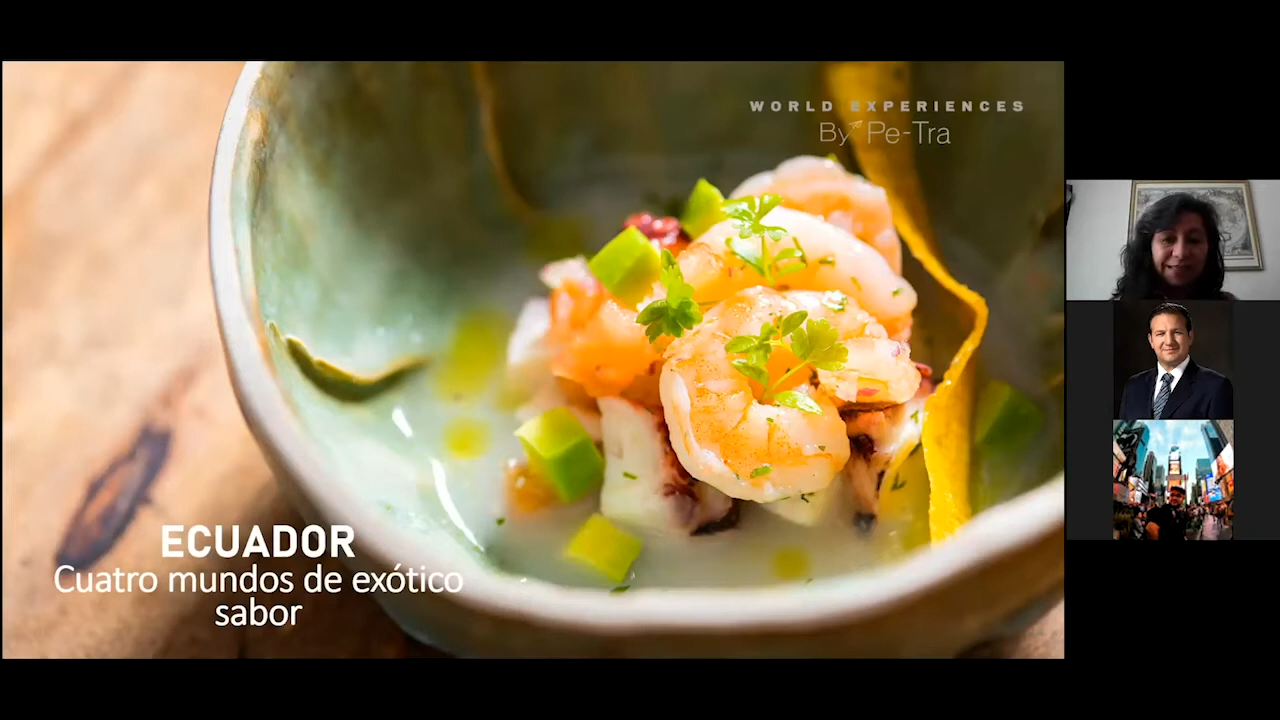 WORLD EXPERIENCES
By Pe-Tra
ECUADOR
Cuatro mundos de exótico
sabor